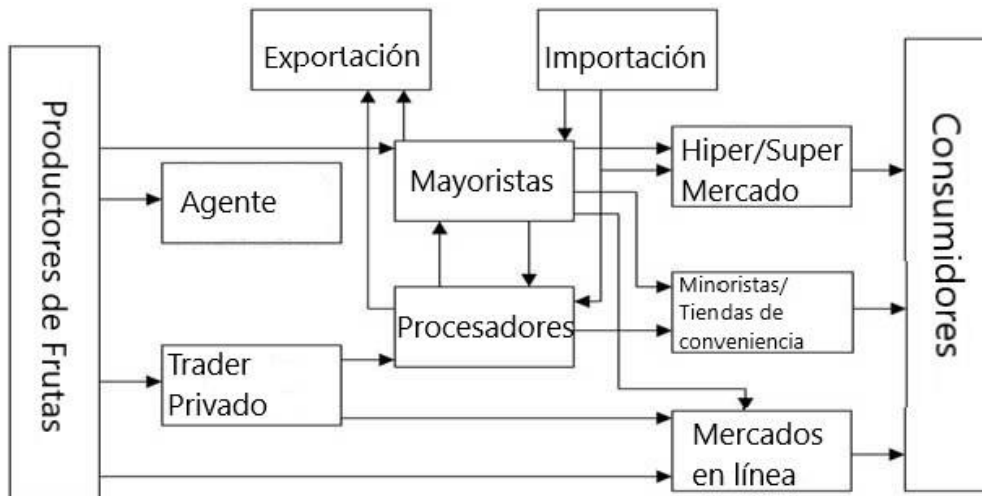 Productores de Frutas
Exportación
Importación
Agente
Mayoristas
Hiper/Super
Mercado
Procesadores
Minoristas/
Tiendas de
conveniencia
Trader
Privado
Mercados
en línea
Consumidores